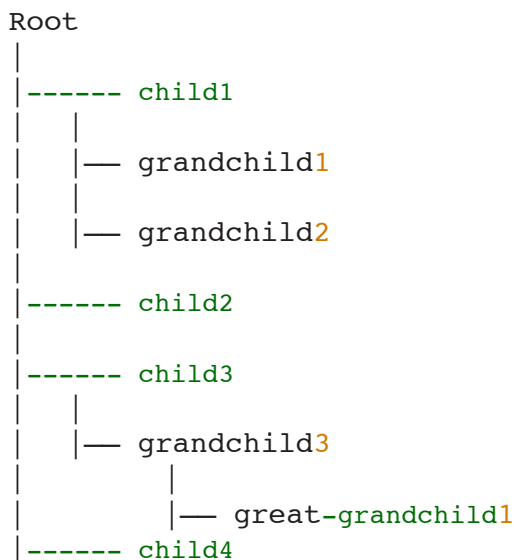 Root
|
|------ child1
|   |
|   |── grandchild1
|   |
|   |── grandchild2
|
|------ child2
|
|------ child3
|   |
|   |── grandchild3
|         |
|         |── great-grandchild1
|------ child4